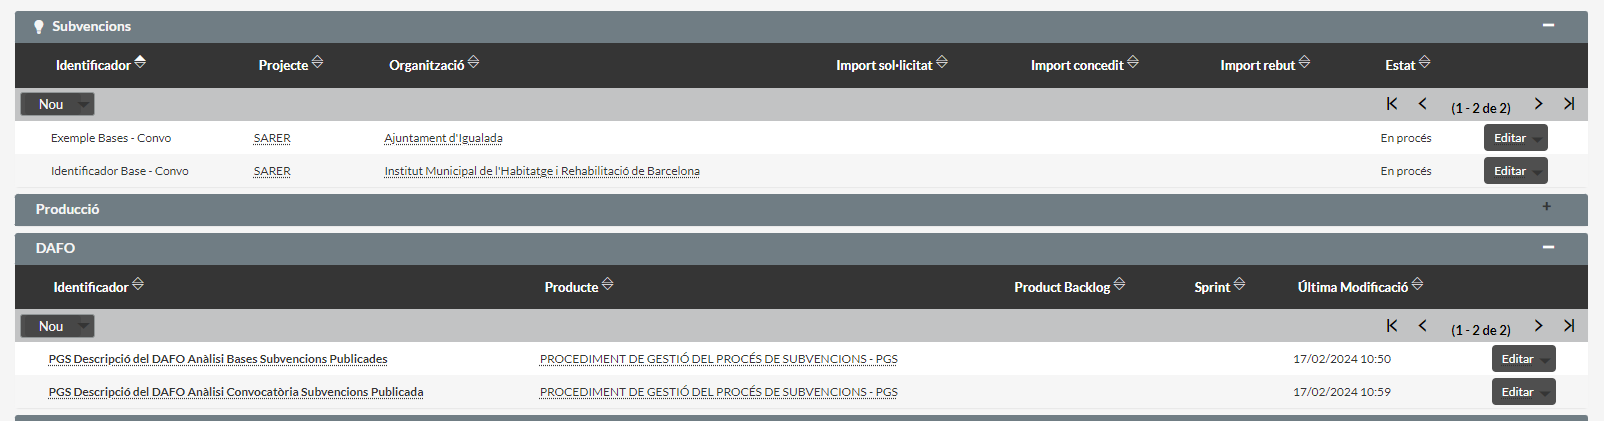 Subvencions
Identificador Projecte Organització Import sol·licitat Import concedit Import rebut Estat
Nou (1 - 2 de 2)
Exemple Bases - Convo SARER Ajuntament d'Igualada En procés Editar
Identificador Base - Convo SARER Institut Municipal de l'Habitatge i Rehabilitació de Barcelona En procés Editar
Producció
DAFO
Identificador Producte Product Backlog Sprint Última Modificació
Nou (1 - 2 de 2)
PGS Descripció del DAFO Anàlisi Bases Subvencions Publicades PROCEDIMENT DE GESTIÓ DEL PROCÉS DE SUBVENCIONS - PGS 17/02/2024 10:50 Editar
PGS Descripció del DAFO Anàlisi Convocatòria Subvencions Publicada PROCEDIMENT DE GESTIÓ DEL PROCÉS DE SUBVENCIONS - PGS 17/02/2024 10:59 Editar